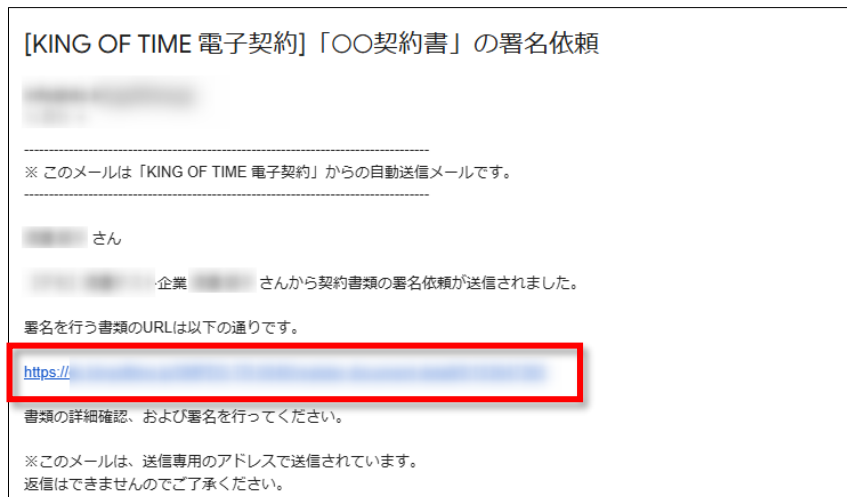 [KING OF TIME 電子契約]「○○契約書」の署名依頼
--------------------------------------------------------------------------------
※ このメールは「KING OF TIME 電子契約」からの自動送信メールです。
--------------------------------------------------------------------------------
さん
企業 さんから契約書類の署名依頼が送信されました。
署名を行う書類のURLは以下の通りです。
https://
書類の詳細確認、および署名を行ってください。
※このメールは、送信専用のアドレスで送信されています。
返信はできませんのでご了承ください。